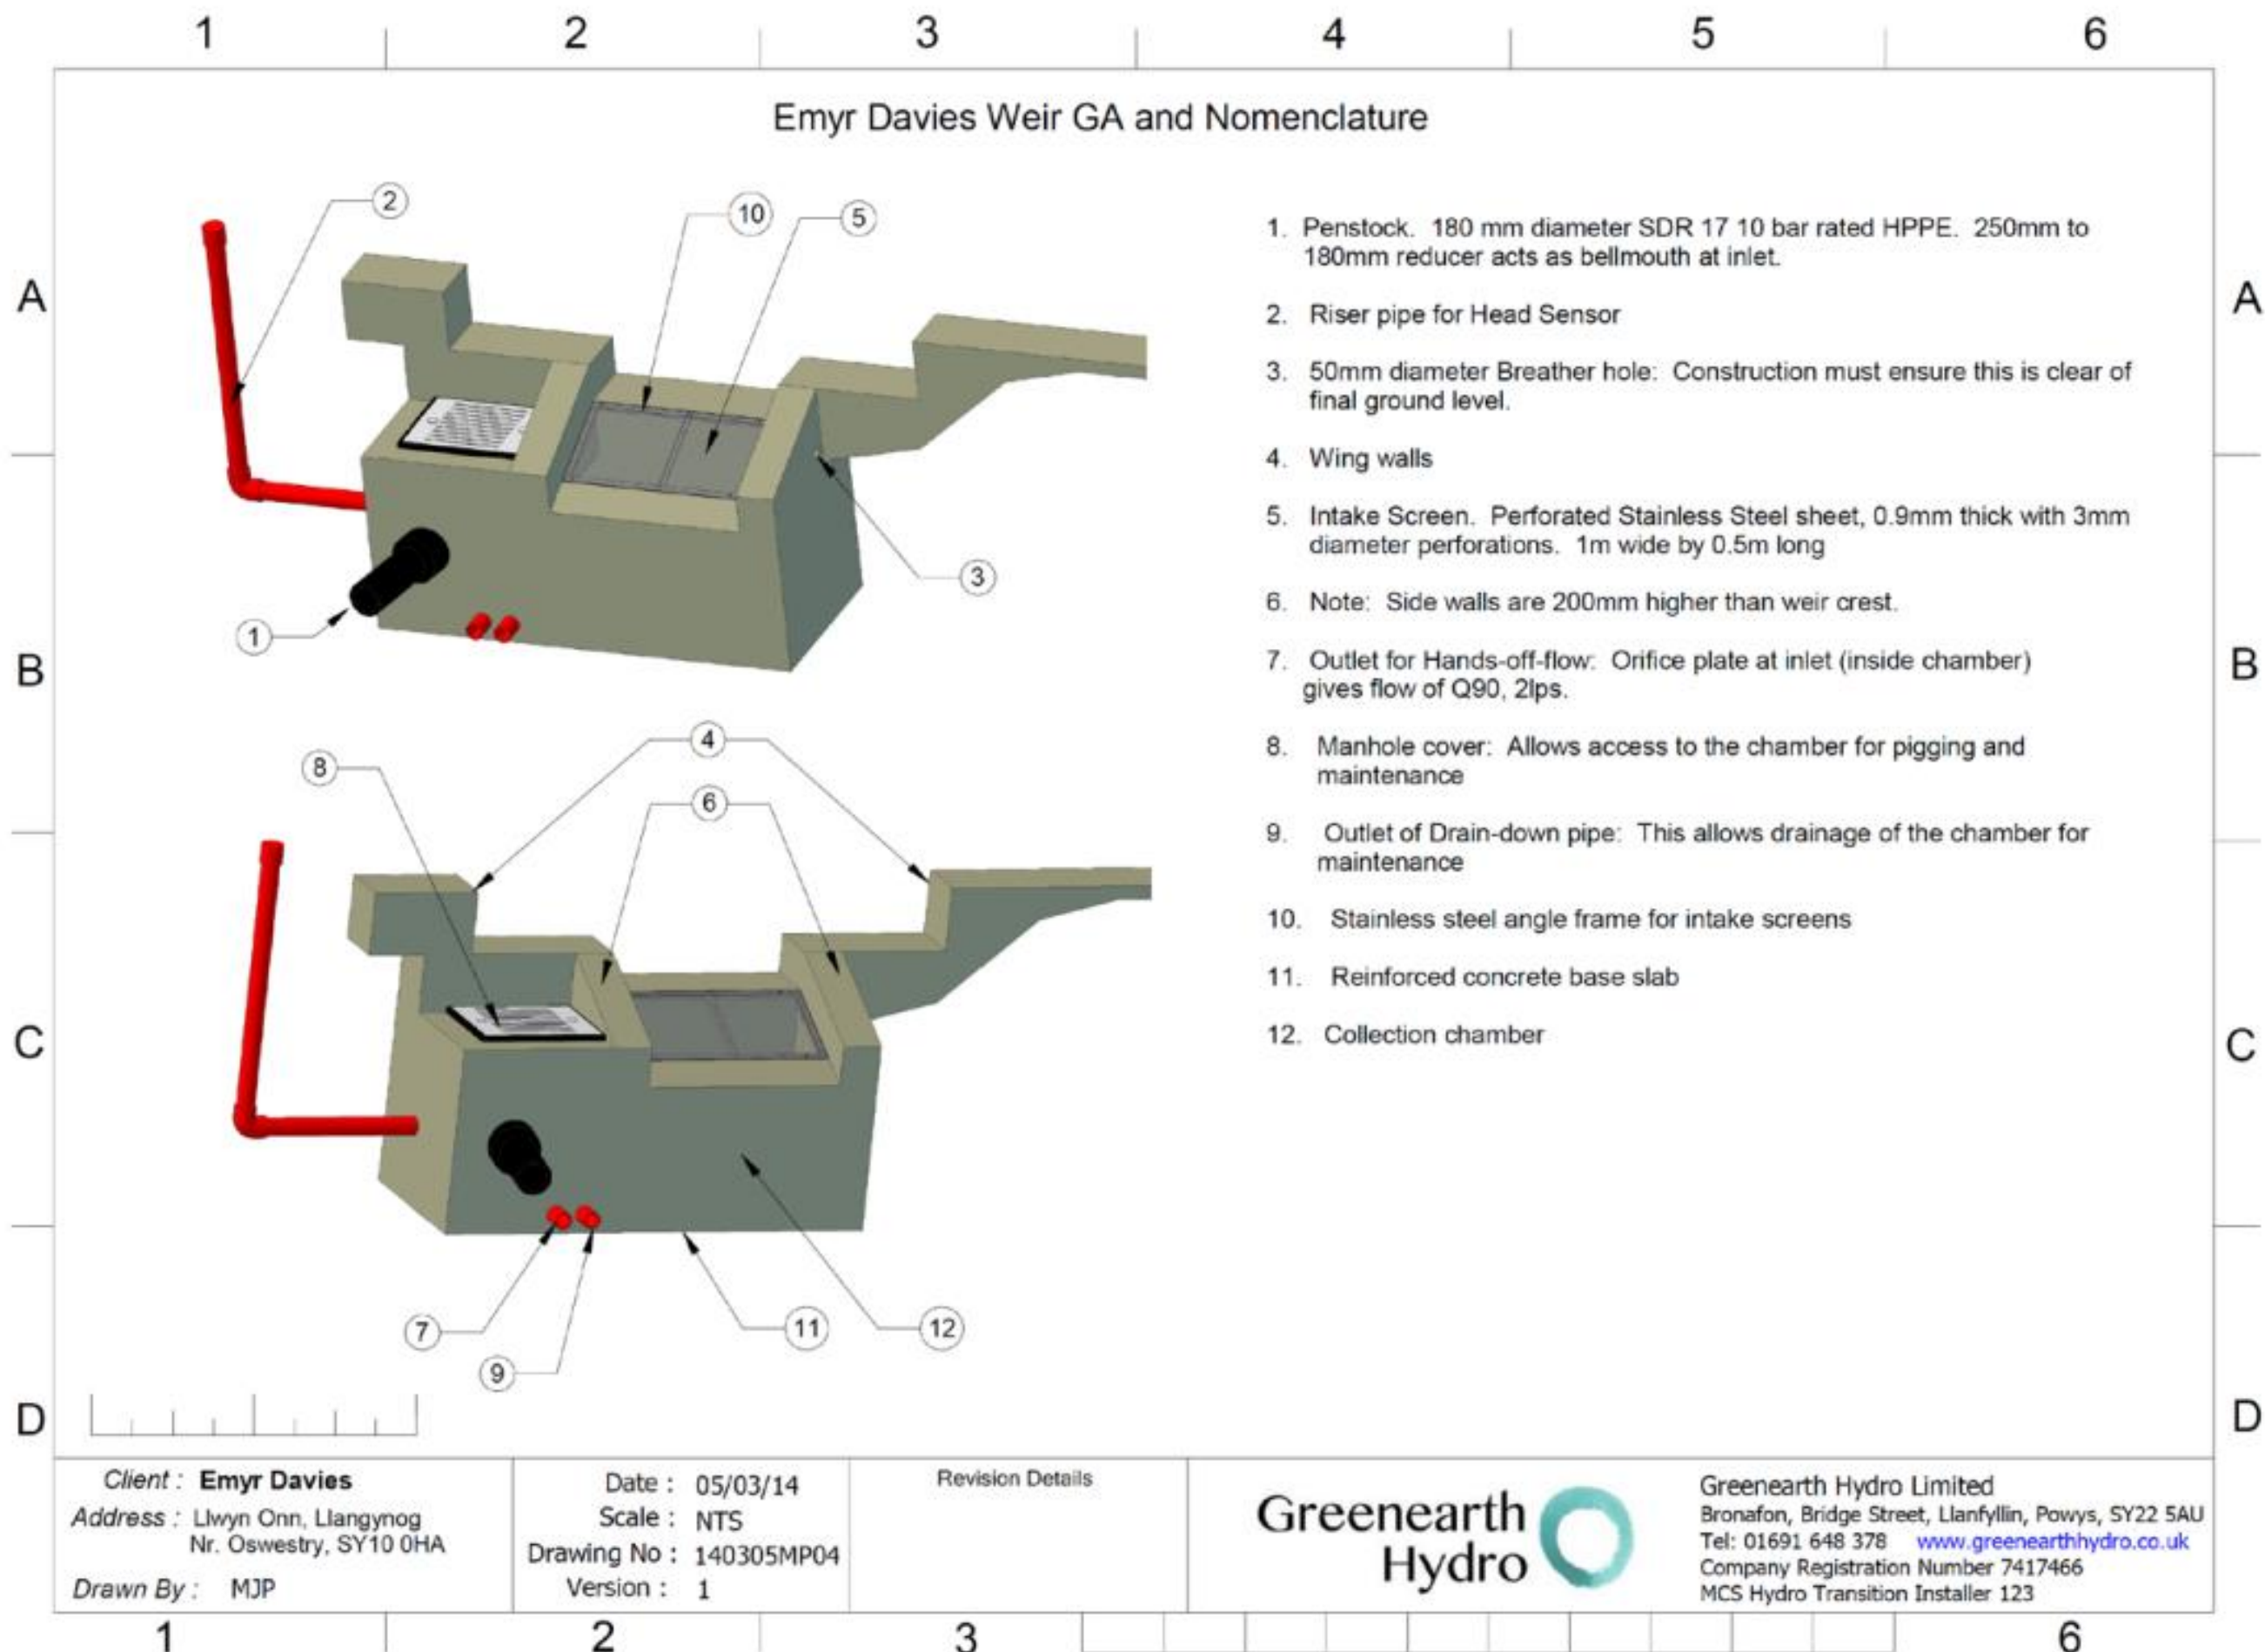 1 2 3 4 5 6
Emyr Davies Weir GA and Nomenclature
A A
B B
C C
D D
2
10
5
3
1
1. Penstock. 180 mm diameter SDR 17 10 bar rated HPPE. 250mm to
180mm reducer acts as bellmouth at inlet.
2. Riser pipe for Head Sensor
3. 50mm diameter Breather hole: Construction must ensure this is clear of
final ground level.
4. Wing walls
5. Intake Screen. Perforated Stainless Steel sheet, 0.9mm thick with 3mm
diameter perforations. 1m wide by 0.5m long
6. Note: Side walls are 200mm higher than weir crest.
7. Outlet for Hands-off-flow: Orifice plate at inlet (inside chamber)
gives flow of Q90, 2lps.
8. Manhole cover: Allows access to the chamber for pigging and
maintenance
9. Outlet of Drain-down pipe: This allows drainage of the chamber for
maintenance
10. Stainless steel angle frame for intake screens
11. Reinforced concrete base slab
12. Collection chamber
4
8
6
7
11
12
9
Client : Emyr Davies
Address : Llwyn Onn, Llangynog
Nr. Oswestry, SY10 0HA
Drawn By : MJP
Date : 05/03/14
Scale : NTS
Drawing No : 140305MP04
Version : 1
Revision Details
Greenearth
Hydro
Greenearth Hydro Limited
Bronafon, Bridge Street, Llanfyllin, Powys, SY22 5AU
Tel: 01691 648 378 www.greenearthhydro.co.uk
Company Registration Number 7417466
MCS Hydro Transition Installer 123
1 2 3 6